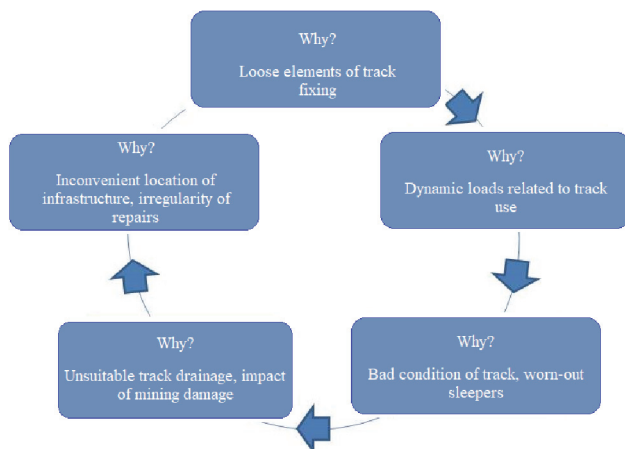 Why?
Loose elements of track
fixing
Why?
Dynamic loads related to track
use
Why?
Bad condition of track, worn-out
sleepers
Why?
Unsuitable track drainage, impact
of mining damage
Why?
Inconvenient location of
infrastructure, irregularity of
repairs